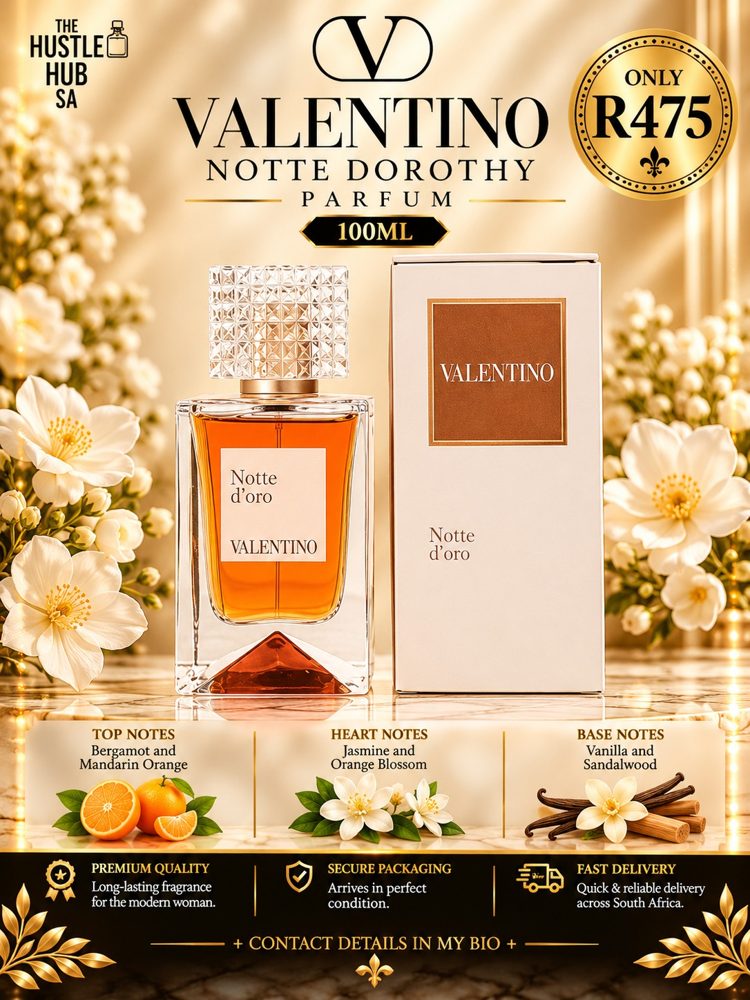 THE
HUSTLE
HUB
SA
V
VALENTINO
NOTTE DOROTHY
PARFUM
100ML
ONLY
R475
Notte
d'oro
VALENTINO
VALENTINO
Notte
d'oro
TOP NOTES
Bergamot and
Mandarin Orange
HEART NOTES
Jasmine and
Orange Blossom
BASE NOTES
Vanilla and
Sandalwood
PREMIUM QUALITY
Long-lasting fragrance
for the modern woman.
SECURE PACKAGING
Arrives in perfect
condition.
FAST DELIVERY
Quick & reliable delivery
across South Africa.
+ CONTACT DETAILS IN MY BIO +